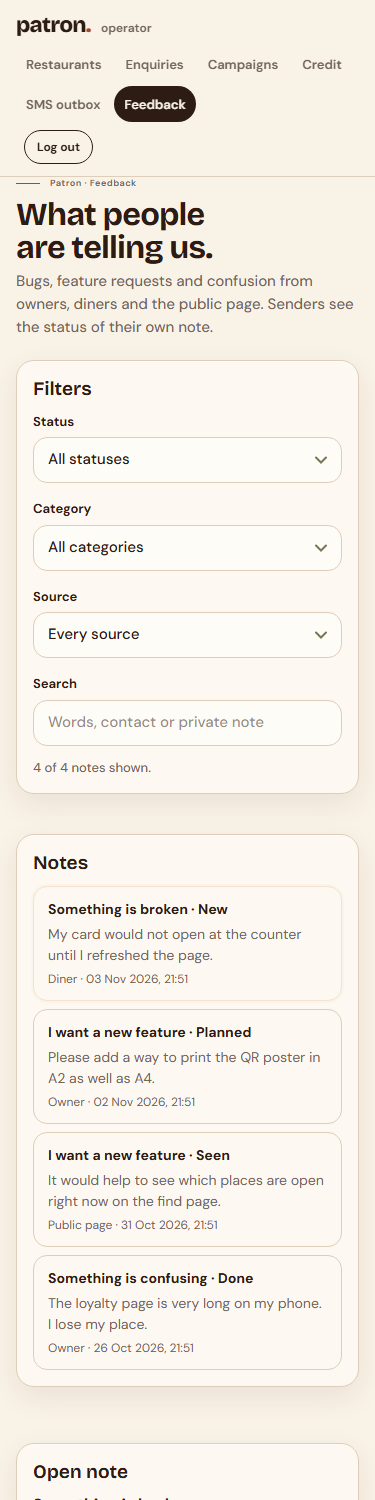 patron. operator
Restaurants Enquiries Campaigns Credit
SMS outbox Feedback
Log out
Patron · Feedback
What people
are telling us.
Bugs, feature requests and confusion from
owners, diners and the public page. Senders see
the status of their own note.
Filters
Status
All statuses
Category
All categories
Source
Every source
Search
Words, contact or private note
4 of 4 notes shown.
Notes
Something is broken · New
My card would not open at the counter
until I refreshed the page.
Diner · 03 Nov 2026, 21:51
I want a new feature · Planned
Please add a way to print the QR poster in
A2 as well as A4.
Owner · 02 Nov 2026, 21:51
I want a new feature · Seen
It would help to see which places are open
right now on the find page.
Public page · 31 Oct 2026, 21:51
Something is confusing · Done
The loyalty page is very long on my phone.
I lose my place.
Owner · 26 Oct 2026, 21:51
Open note